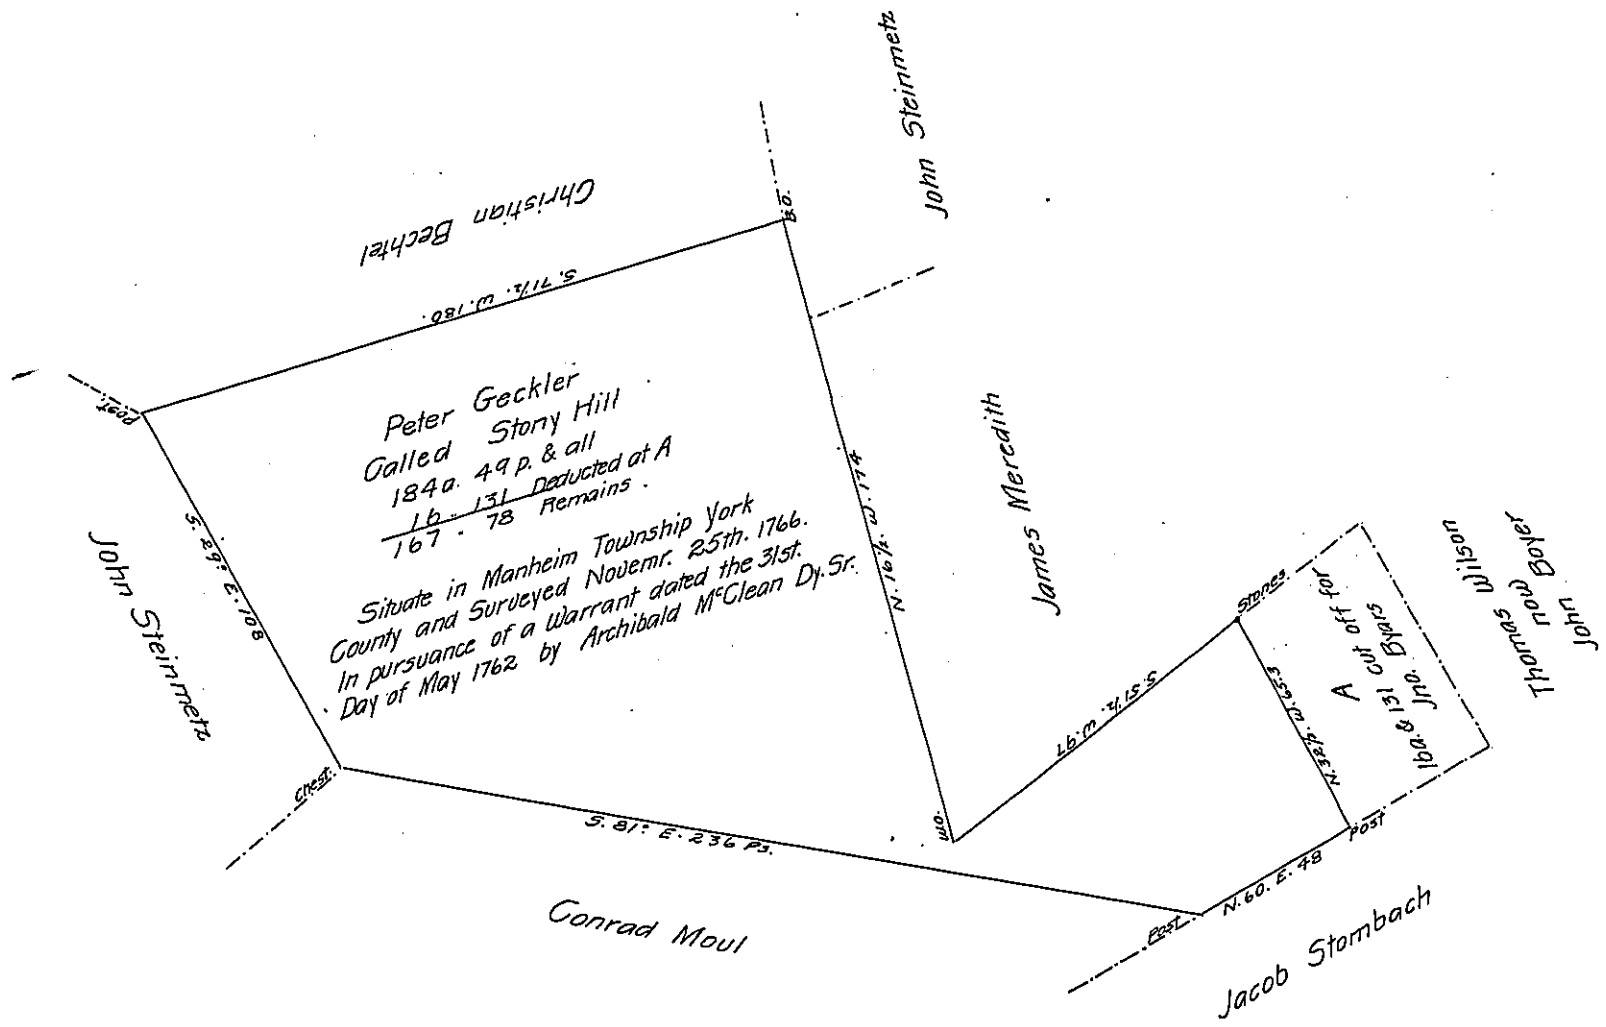 John Steinmetz
Christian Bechtel
B.O.
S. 71½. W. 180.
Post.
Peter Geckler
Called Stony Hill
184a. 49 p. & all
16 - 131 Deducted at A
167 - 78 Remains.
Situate in Manheim Township York
County and Surveyed Novemr. 25th. 1766.
In pursuance of a Warrant dated the 31st.
Day of May 1762 by Archibald McClean Dy. Sr.
N. 16½. W. 174
James Meredith
S. 29° E. 108
John Steinmetz
Chest.
S. 81° E. 236 Ps.
Conrad Moul
W.O.
S. 51½. W. 97
Stones
N. 32½. W. 65.3
A
16a. & 131 Cut off for
Jno. Byars
Thomas Wilson
now
John Boyer
Post
N. 60. E. 48
Post
Jacob Stombach